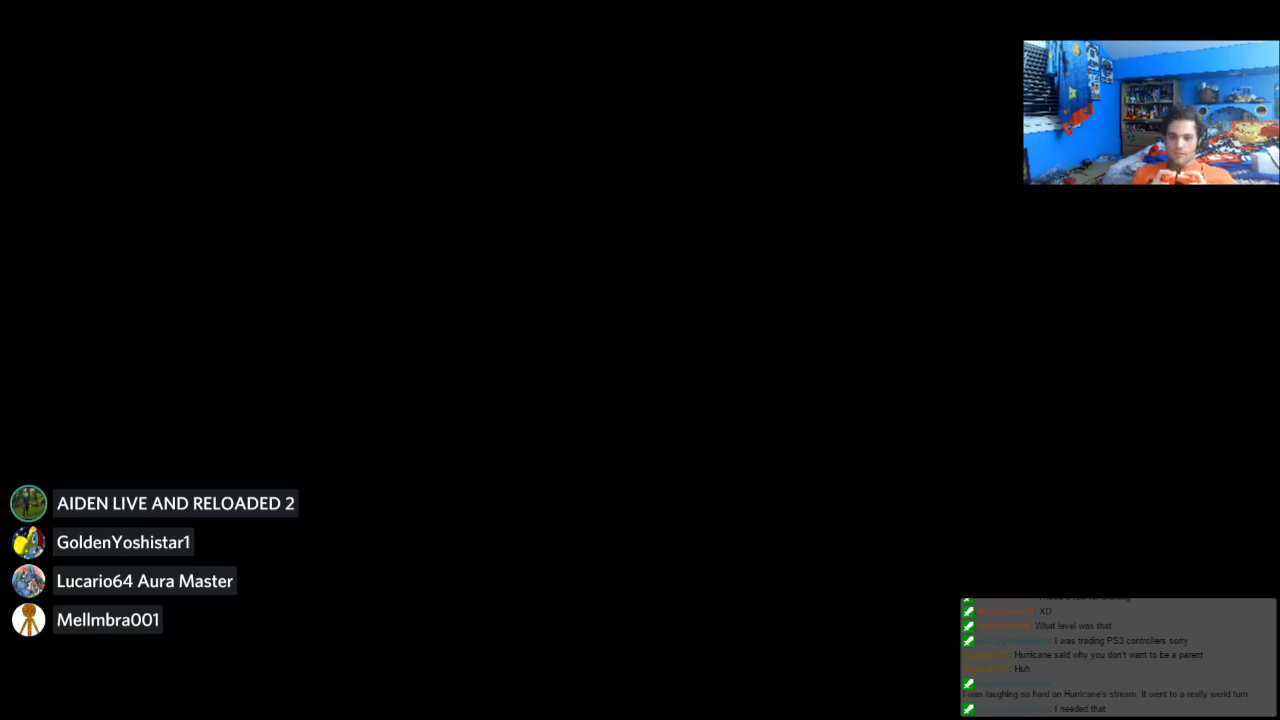 AIDEN LIVE AND RELOADED 2
GoldenYoshistar1
Lucario64 Aura Master
Mellmbra001
XD
What level was that
: I was trading PS3 controllers sorry
: Hurricane said why you don't want to be a parent
: Huh
I was laughing so hard on Hurricane's stream, it went to a really werid turn
: I needed that